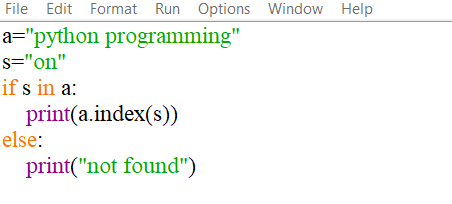 File Edit Format Run Options Window Help
a="python programming"
s="on"
if s in a:
    print(a.index(s))
else:
    print("not found")